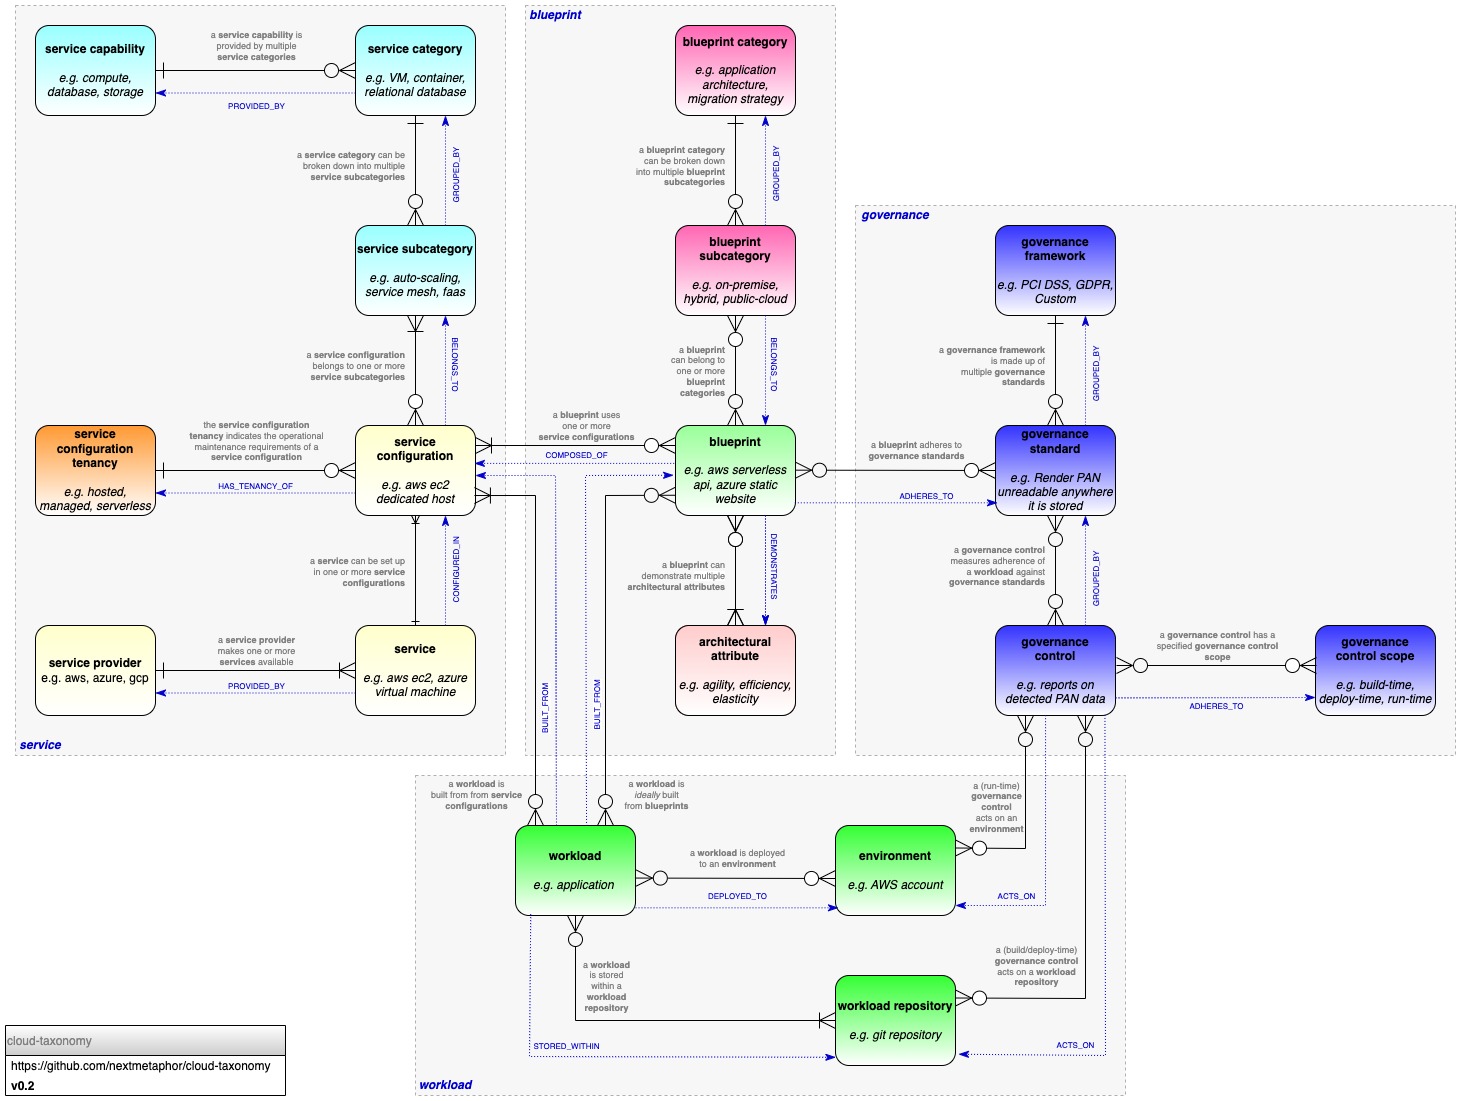 service capability
e.g. compute,
database, storage
a service capability is
provided by multiple
service categories
PROVIDED_BY
service category
e.g. VM, container,
relational database
a service category can be
broken down into multiple
service subcategories
GROUPED_BY
service subcategory
e.g. auto-scaling,
service mesh, faas
a service configuration
belongs to one or more
service subcategories
BELONGS_TO
service
configuration
tenancy
e.g. hosted,
managed, serverless
the service configuration
tenancy indicates the operational
maintenance requirements of a
service configuration
HAS_TENANCY_OF
service
configuration
e.g. aws ec2
dedicated host
a service can be set up
in one or more service
configurations
CONFIGURED_IN
service provider
e.g. aws, azure, gcp
a service provider
makes one or more
services available
PROVIDED_BY
service
e.g. aws ec2, azure
virtual machine
service
blueprint
blueprint category
e.g. application
architecture,
migration strategy
a blueprint category
can be broken down
into multiple blueprint
subcategories
GROUPED_BY
blueprint
subcategory
e.g. on-premise,
hybrid, public-cloud
a blueprint
can belong to
one or more
blueprint
categories
BELONGS_TO
a blueprint uses
one or more
service configurations
COMPOSED_OF
blueprint
e.g. aws serverless
api, azure static
website
a blueprint can
demonstrate multiple
architectural attributes
DEMONSTRATES
architectural
attribute
e.g. agility, efficiency,
elasticity
BUILT_FROM
BUILT_FROM
governance
governance
framework
e.g. PCI DSS, GDPR,
Custom
a governance framework
is made up of
multiple governance
standards
GROUPED_BY
a blueprint adheres to
governance standards
ADHERES_TO
governance
standard
e.g. Render PAN
unreadable anywhere
it is stored
a governance control
measures adherence of
a workload against
governance standards
GROUPED_BY
governance
control
e.g. reports on
detected PAN data
a governance control has a
specified governance control
scope
ADHERES_TO
governance
control scope
e.g. build-time,
deploy-time, run-time
a workload is
built from from service
configurations
a workload is
ideally built
from blueprints
workload
e.g. application
a workload is deployed
to an environment
DEPLOYED_TO
environment
e.g. AWS account
a (run-time)
governance
control
acts on an
environment
ACTS_ON
a workload
is stored
within a
workload
repository
STORED_WITHIN
workload repository
e.g. git repository
a (build/deploy-time)
governance control
acts on a workload
repository
ACTS_ON
workload
cloud-taxonomy
https://github.com/nextmetaphor/cloud-taxonomy
v0.2